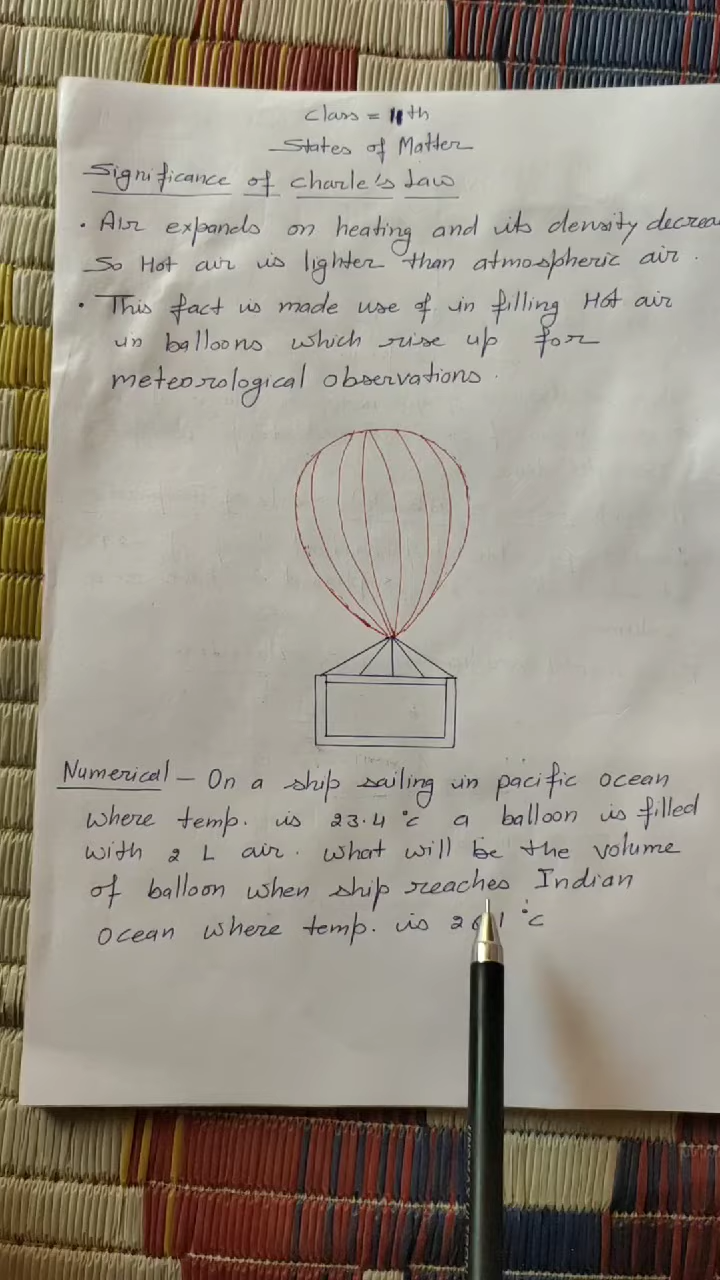 Class = 11th
States of Matter
Significance of Charle's Law
• Air expands on heating and its density decrea
So Hot air is lighter than atmospheric air.
• This fact is made use of in filling Hot air
in balloons which rise up for
meteorological observations.
Numerical - On a ship sailing in pacific ocean
where temp. is 23.4 °c a balloon is filled
with 2 L air. What will be the volume
of balloon when ship reaches Indian
ocean where temp. is °c